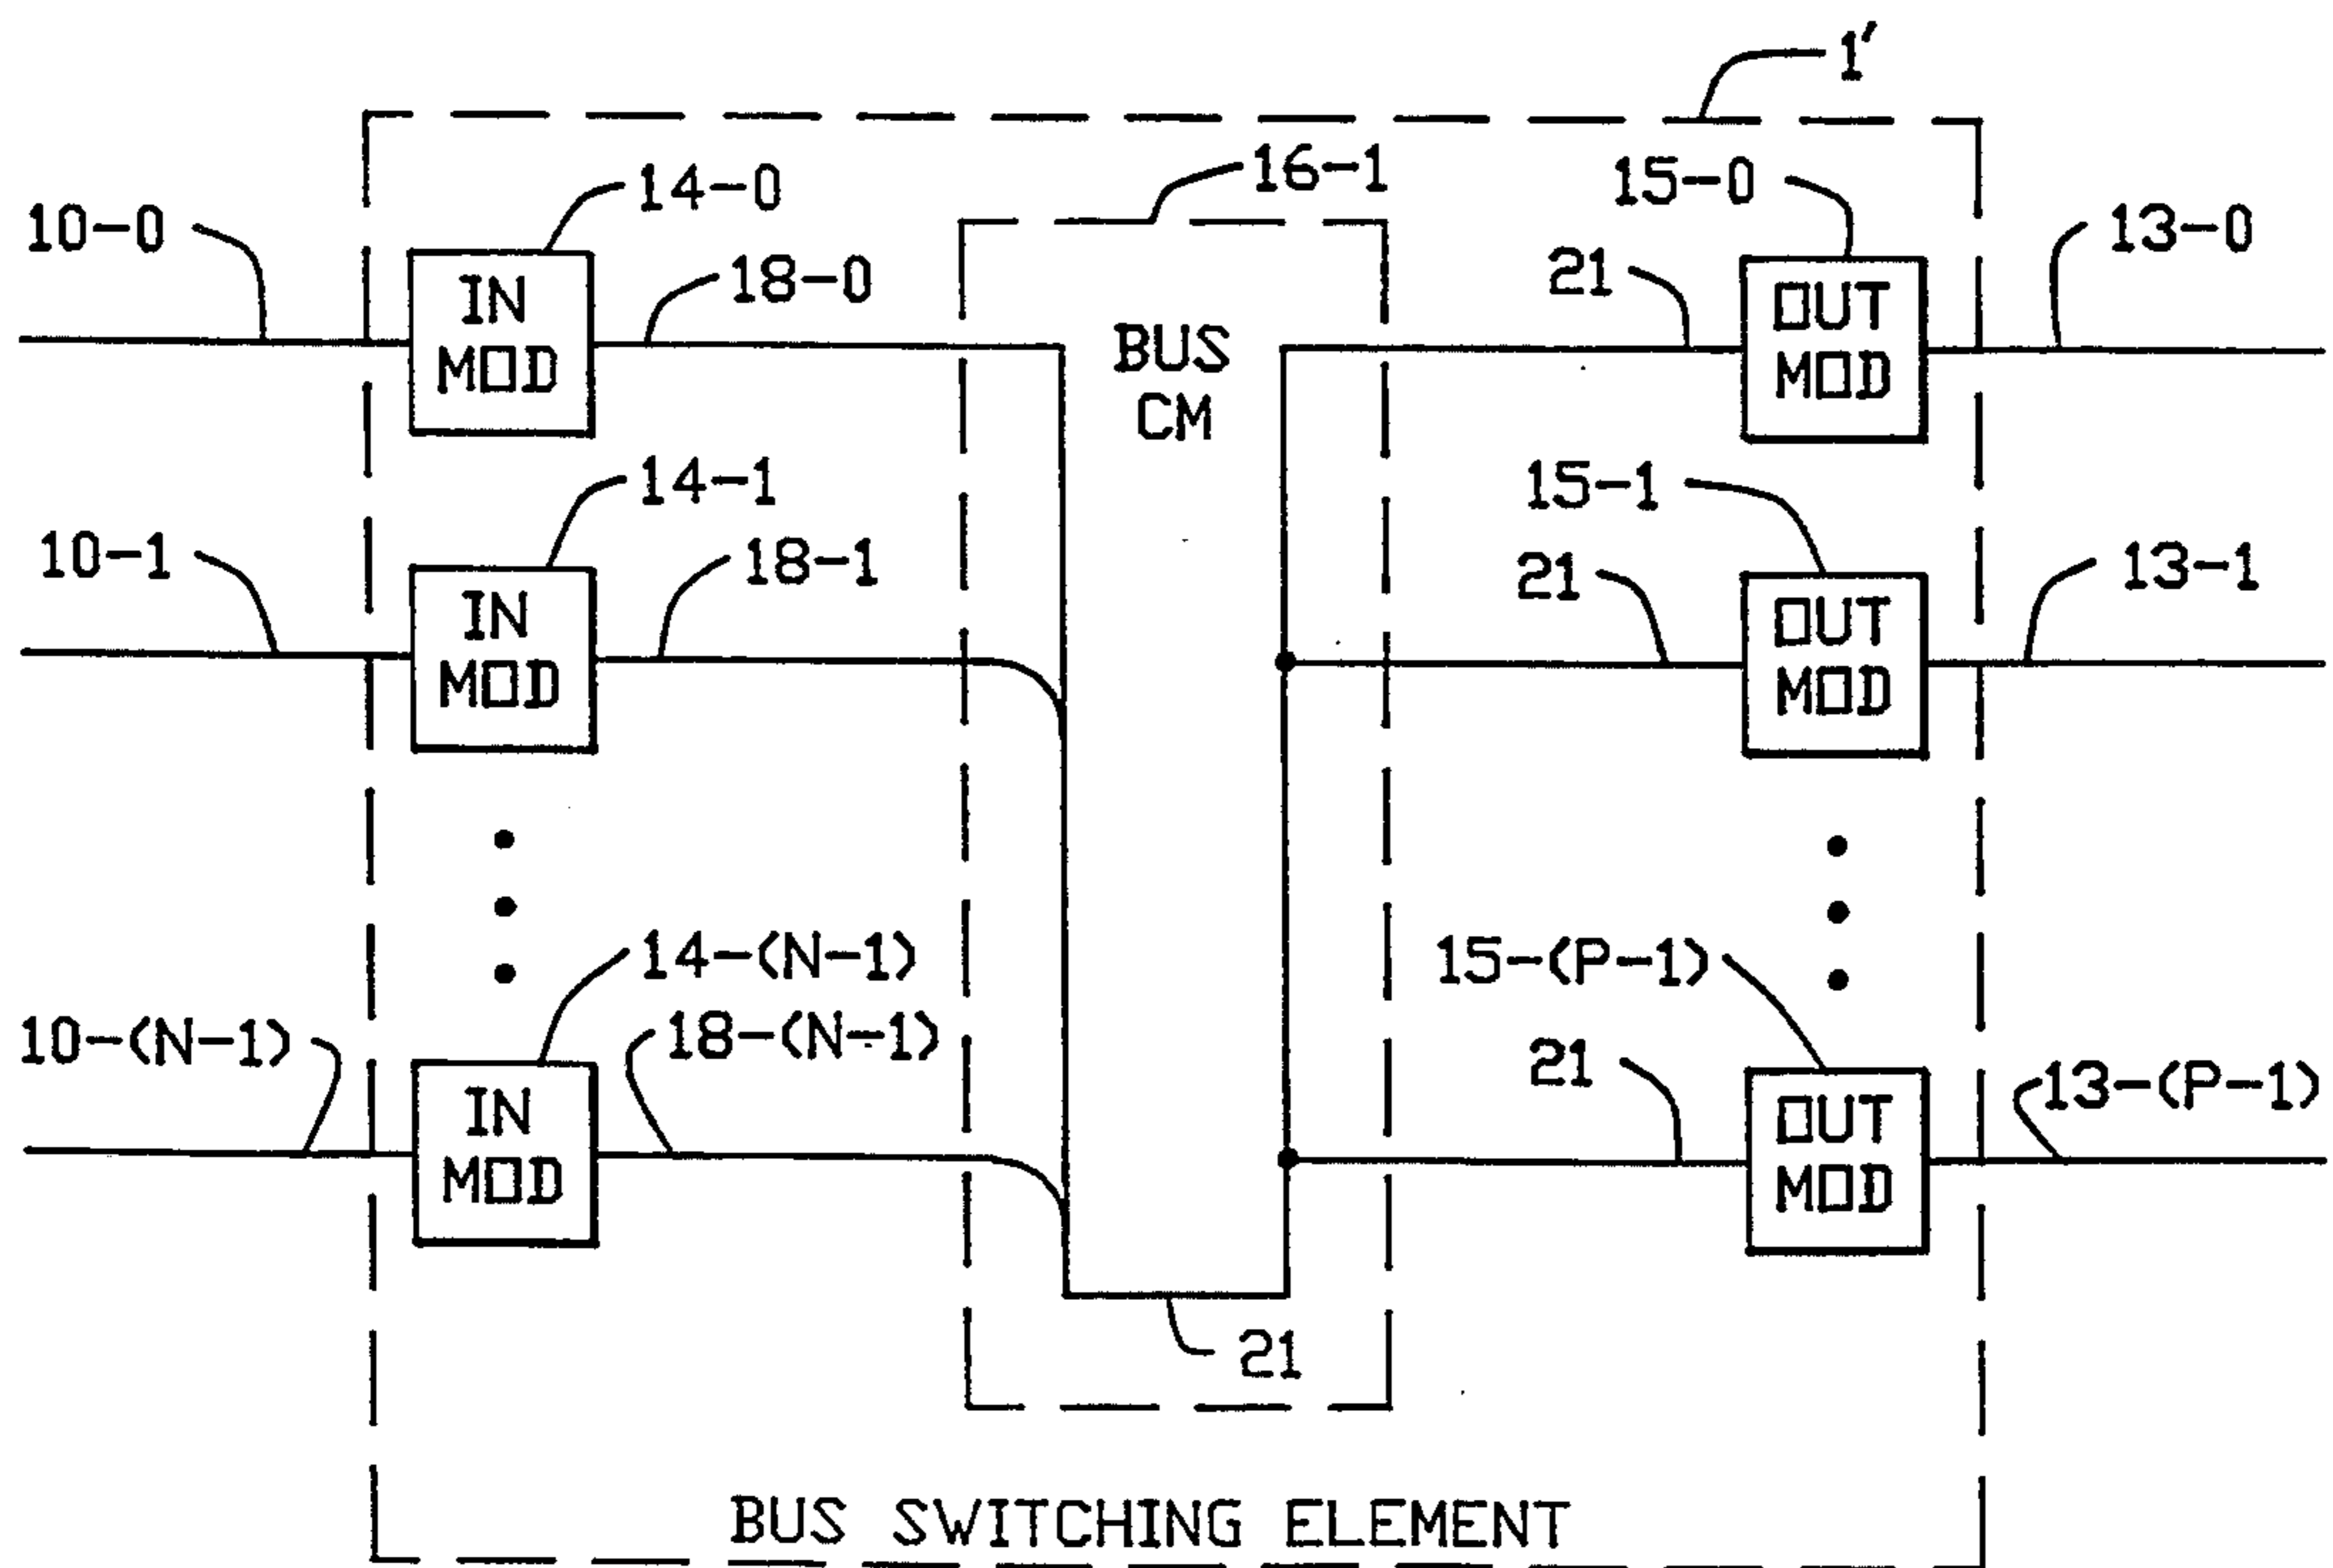 1'
16-1
14-0
15-0
10-0
18-0
21
13-0
IN
MOD
BUS
CM
OUT
MOD
14-1
15-1
10-1
18-1
21
13-1
IN
MOD
OUT
MOD
14-(N-1)
15-(P-1)
10-(N-1)
18-(N-1)
21
13-(P-1)
IN
MOD
OUT
MOD
21
BUS SWITCHING ELEMENT